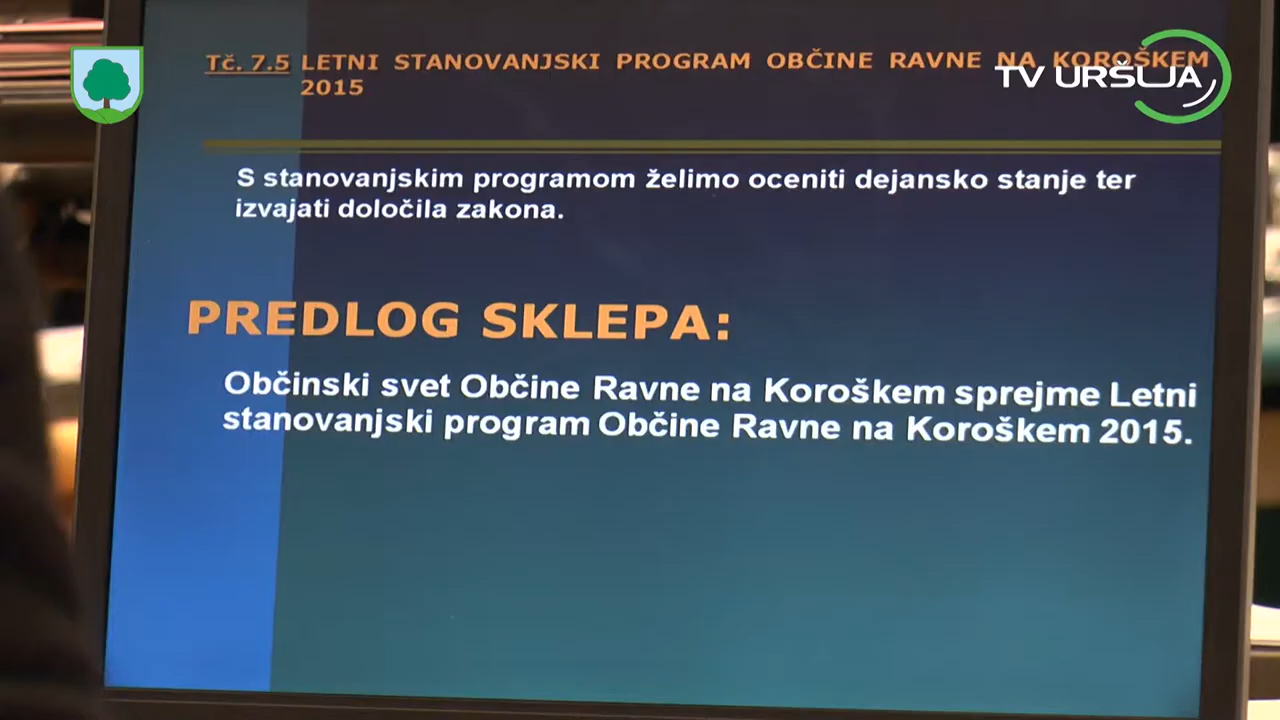 Tč. 7.5 LETNI STANOVANJSKI PROGRAM OBČINE RAVNE NA KOROŠKEM
2015
TV URŠLJA
S stanovanjskim programom želimo oceniti dejansko stanje ter
izvajati določila zakona.
PREDLOG SKLEPA:
Občinski svet Občine Ravne na Koroškem sprejme Letni
stanovanjski program Občine Ravne na Koroškem 2015.